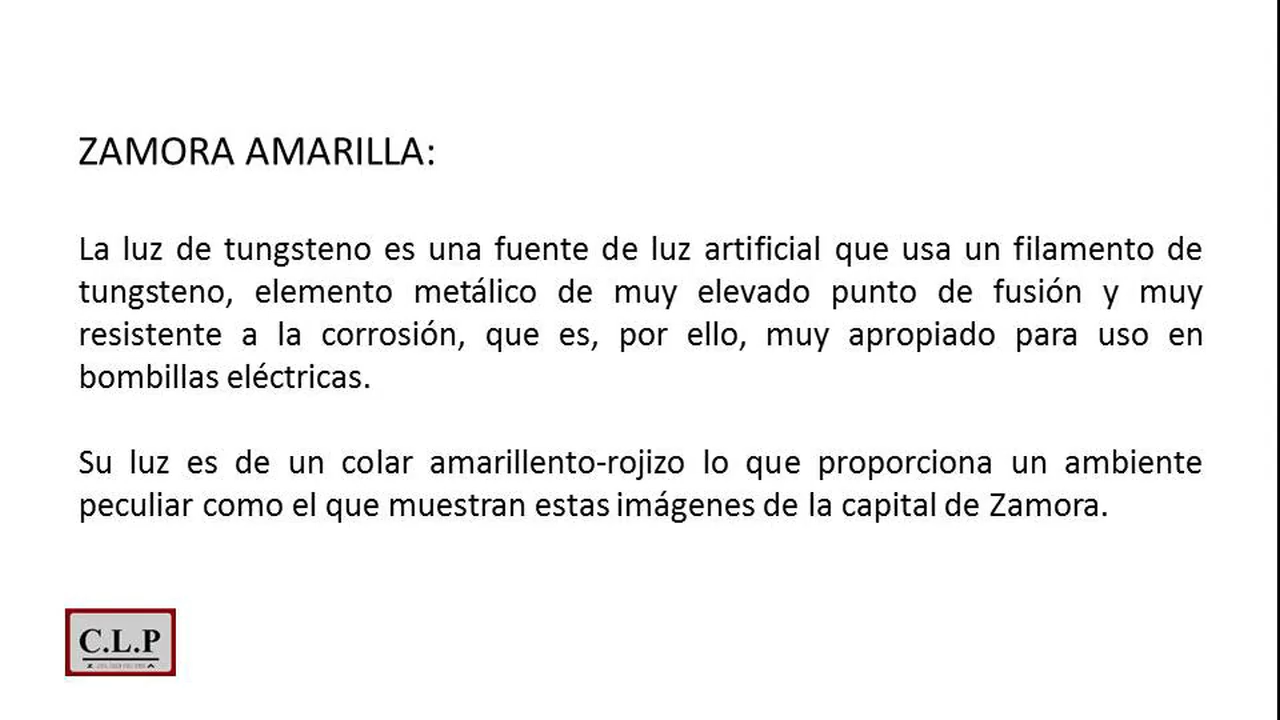 ZAMORA AMARILLA:
La luz de tungsteno es una fuente de luz artificial que usa un filamento de
tungsteno, elemento metálico de muy elevado punto de fusión y muy
resistente a la corrosión, que es, por ello, muy apropiado para uso en
bombillas eléctricas.
Su luz es de un colar amarillento-rojizo lo que proporciona un ambiente
peculiar como el que muestran estas imágenes de la capital de Zamora.
C.L.P